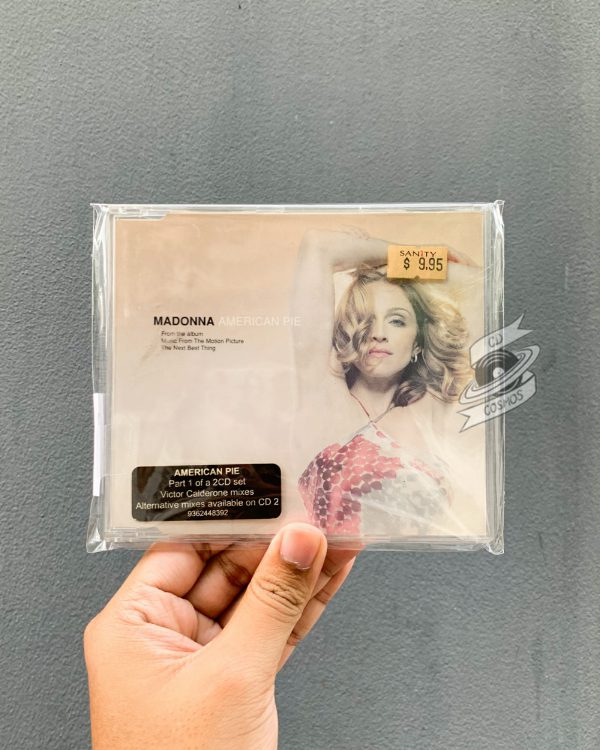 SANITY
$ 9.95
MADONNA AMERICAN PIE
From the album
Music From The Motion Picture
The Next Best Thing
CD
COSMOS
AMERICAN PIE
Part 1 of a 2CD set
Victor Calderone mixes
Alternative mixes available on CD 2
9362448392